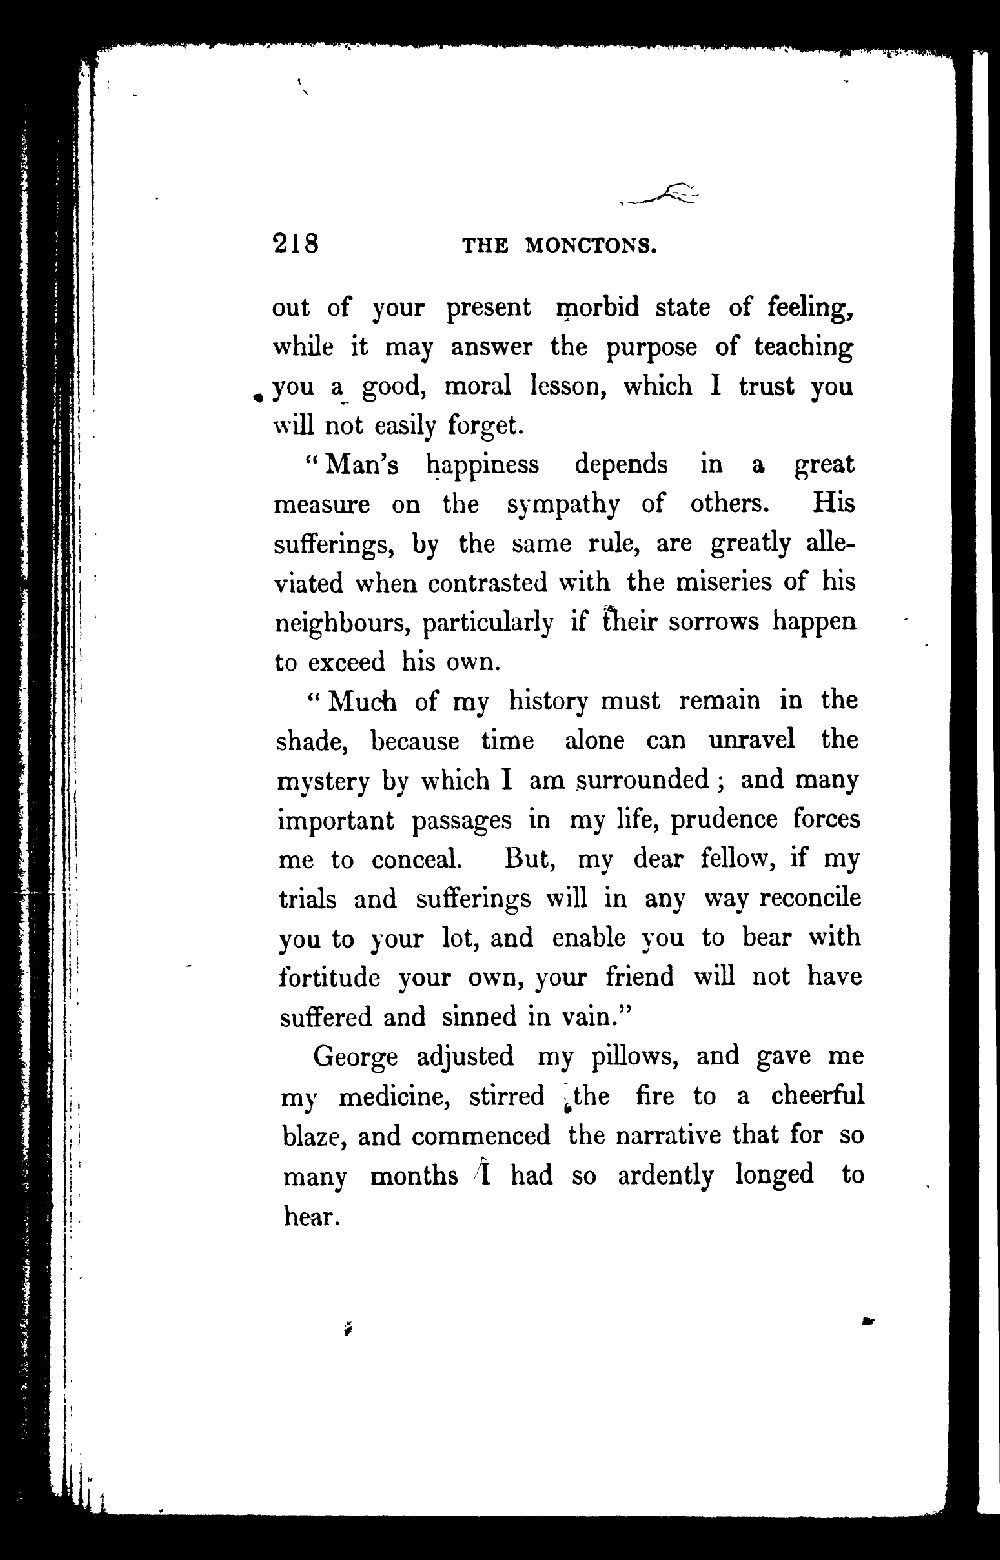 218 THE MONCTONS.
out of your present morbid state of feeling,
while it may answer the purpose of teaching
you a good, moral lesson, which I trust you
will not easily forget.
“Man’s happiness depends in a great
measure on the sympathy of others. His
sufferings, by the same rule, are greatly alle-
viated when contrasted with the miseries of his
neighbours, particularly if their sorrows happen
to exceed his own.
“Much of my history must remain in the
shade, because time alone can unravel the
mystery by which I am surrounded; and many
important passages in my life, prudence forces
me to conceal. But, my dear fellow, if my
trials and sufferings will in any way reconcile
you to your lot, and enable you to bear with
fortitude your own, your friend will not have
suffered and sinned in vain.”
George adjusted my pillows, and gave me
my medicine, stirred the fire to a cheerful
blaze, and commenced the narrative that for so
many months I had so ardently longed to
hear.